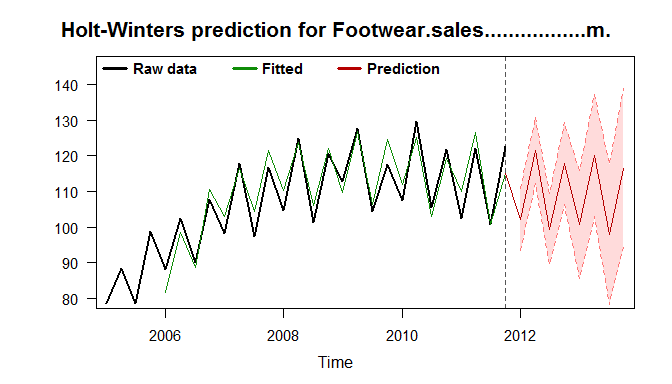 Holt-Winters prediction for Footwear.sales.................m.
Raw data Fitted Prediction
140
130
120
110
100
90
80
2006 2008 2010 2012
Time